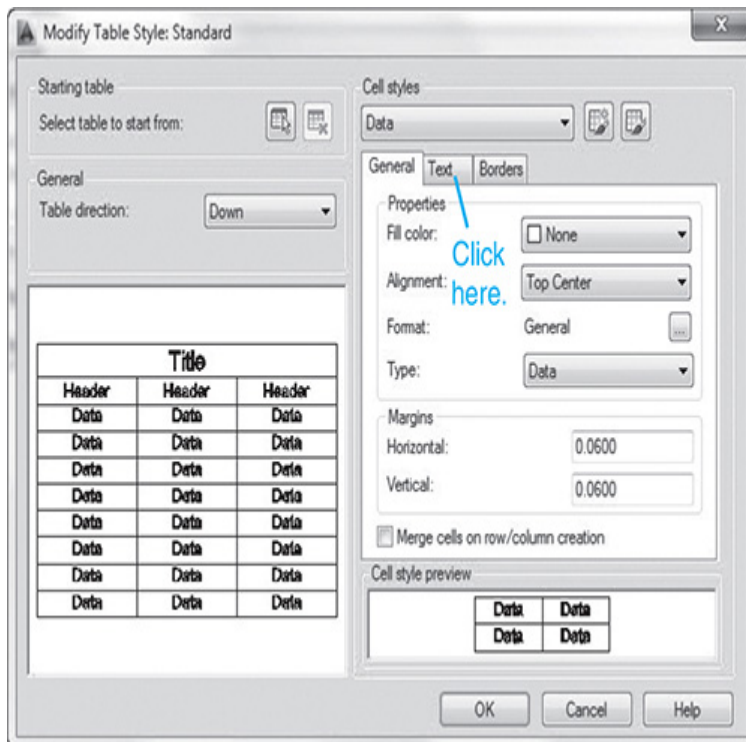 Modify Table Style: Standard
X
Starting table
Select table to start from:
General
Table direction:
Down
Title
Header Header Header
Data Data Data
Data Data Data
Data Data Data
Data Data Data
Data Data Data
Data Data Data
Data Data Data
Data Data Data
Cell styles
Data
General Text Borders
Properties
Fill color: None
Click
here.
Alignment: Top Center
Format: General ...
Type: Data
Margins
Horizontal: 0.0600
Vertical: 0.0600
Merge cells on row/column creation
Cell style preview
Data Data
Data Data
OK Cancel Help